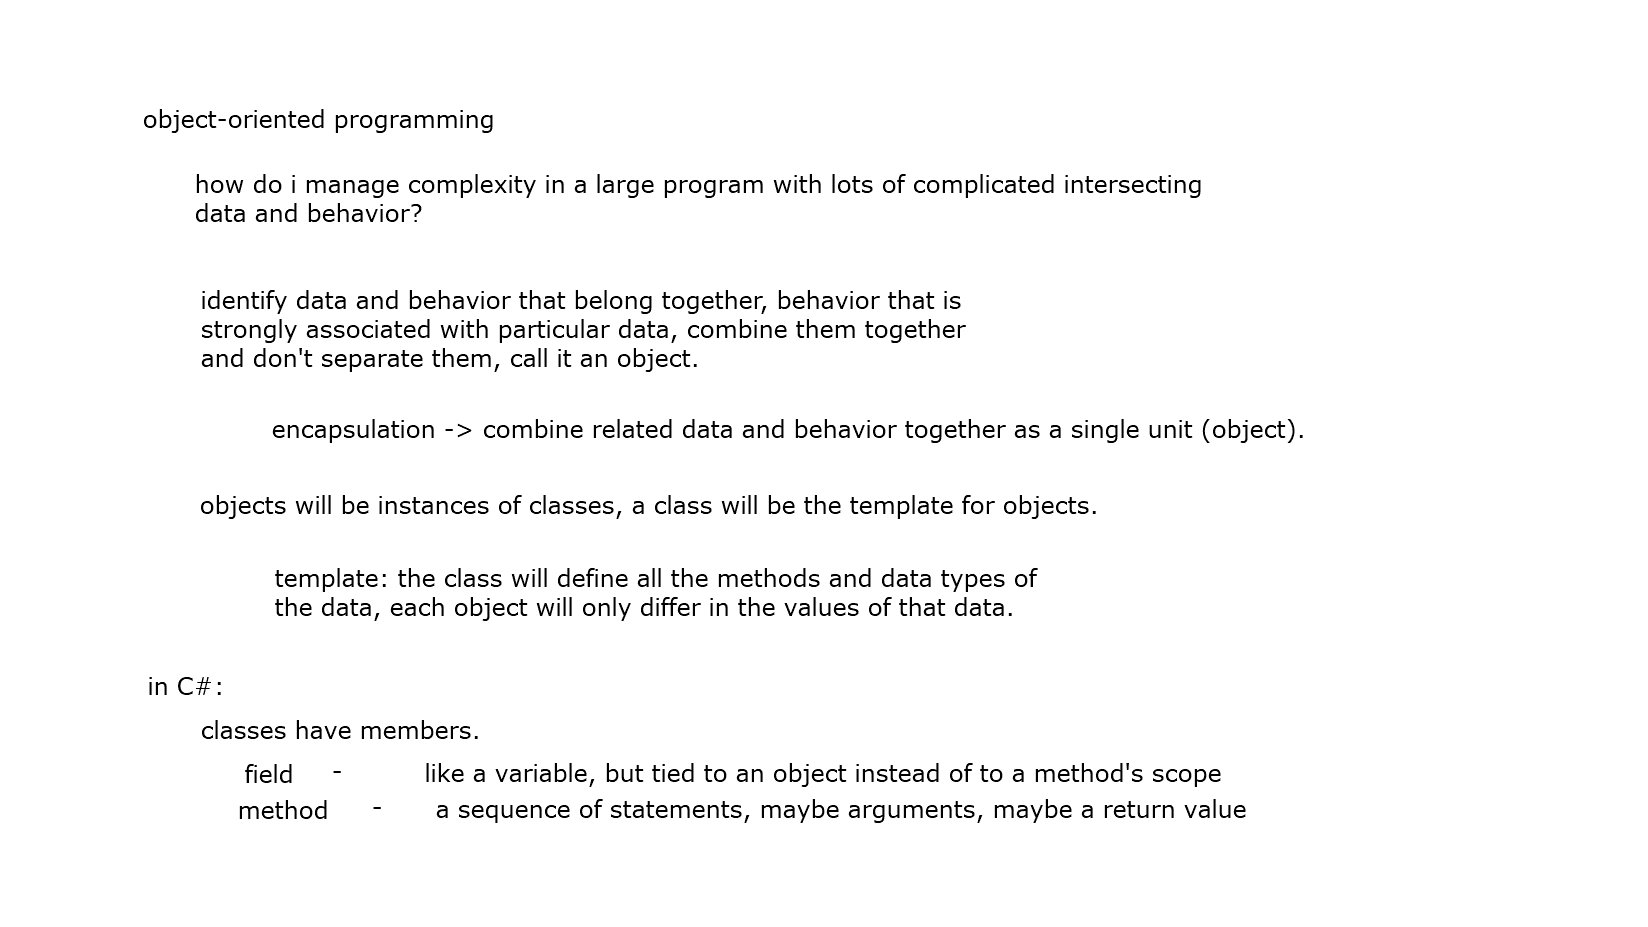 object-oriented programming
how do i manage complexity in a large program with lots of complicated intersecting
data and behavior?
identify data and behavior that belong together, behavior that is
strongly associated with particular data, combine them together
and don't separate them, call it an object.
encapsulation -> combine related data and behavior together as a single unit (object).
objects will be instances of classes, a class will be the template for objects.
template: the class will define all the methods and data types of
the data, each object will only differ in the values of that data.
in C#:
classes have members.
field - like a variable, but tied to an object instead of to a method's scope
method - a sequence of statements, maybe arguments, maybe a return value